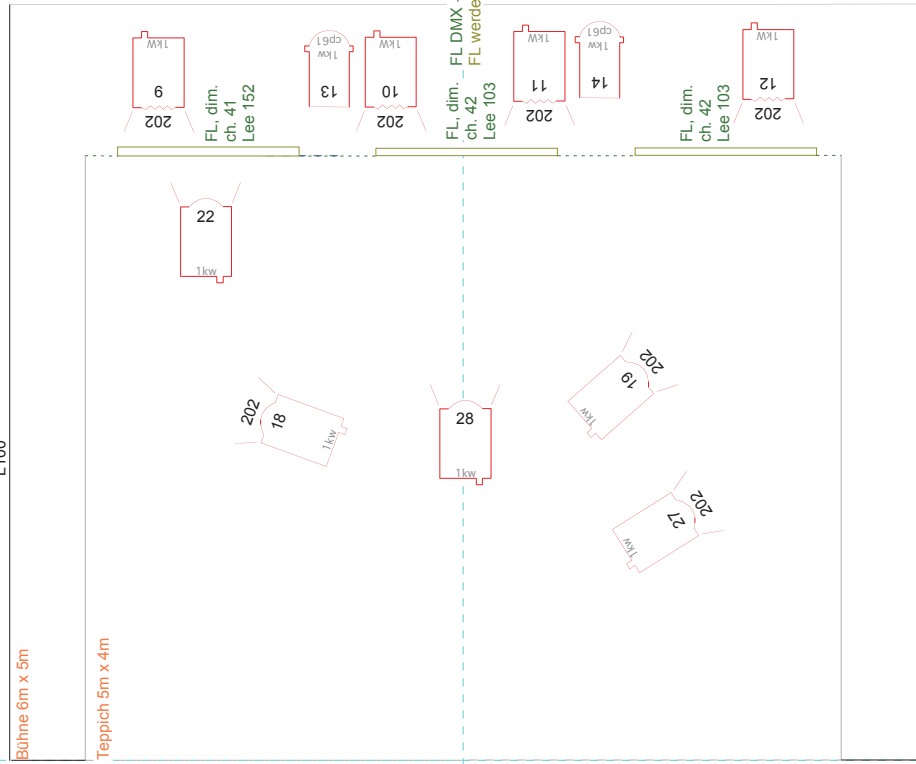 1kW
9
202
FL, dim.
ch. 41
Lee 152
cp61
1kw
13
1kW
10
202
FL DMX
FL werde
FL, dim.
ch. 42
Lee 103
1kW
11
202
cp61
1kw
14
FL, dim.
ch. 42
Lee 103
1kW
12
202
22
1kw
202
18
1kw
28
1kw
202
19
1kw
202
27
1kw
Bühne 6m x 5m
Teppich 5m x 4m